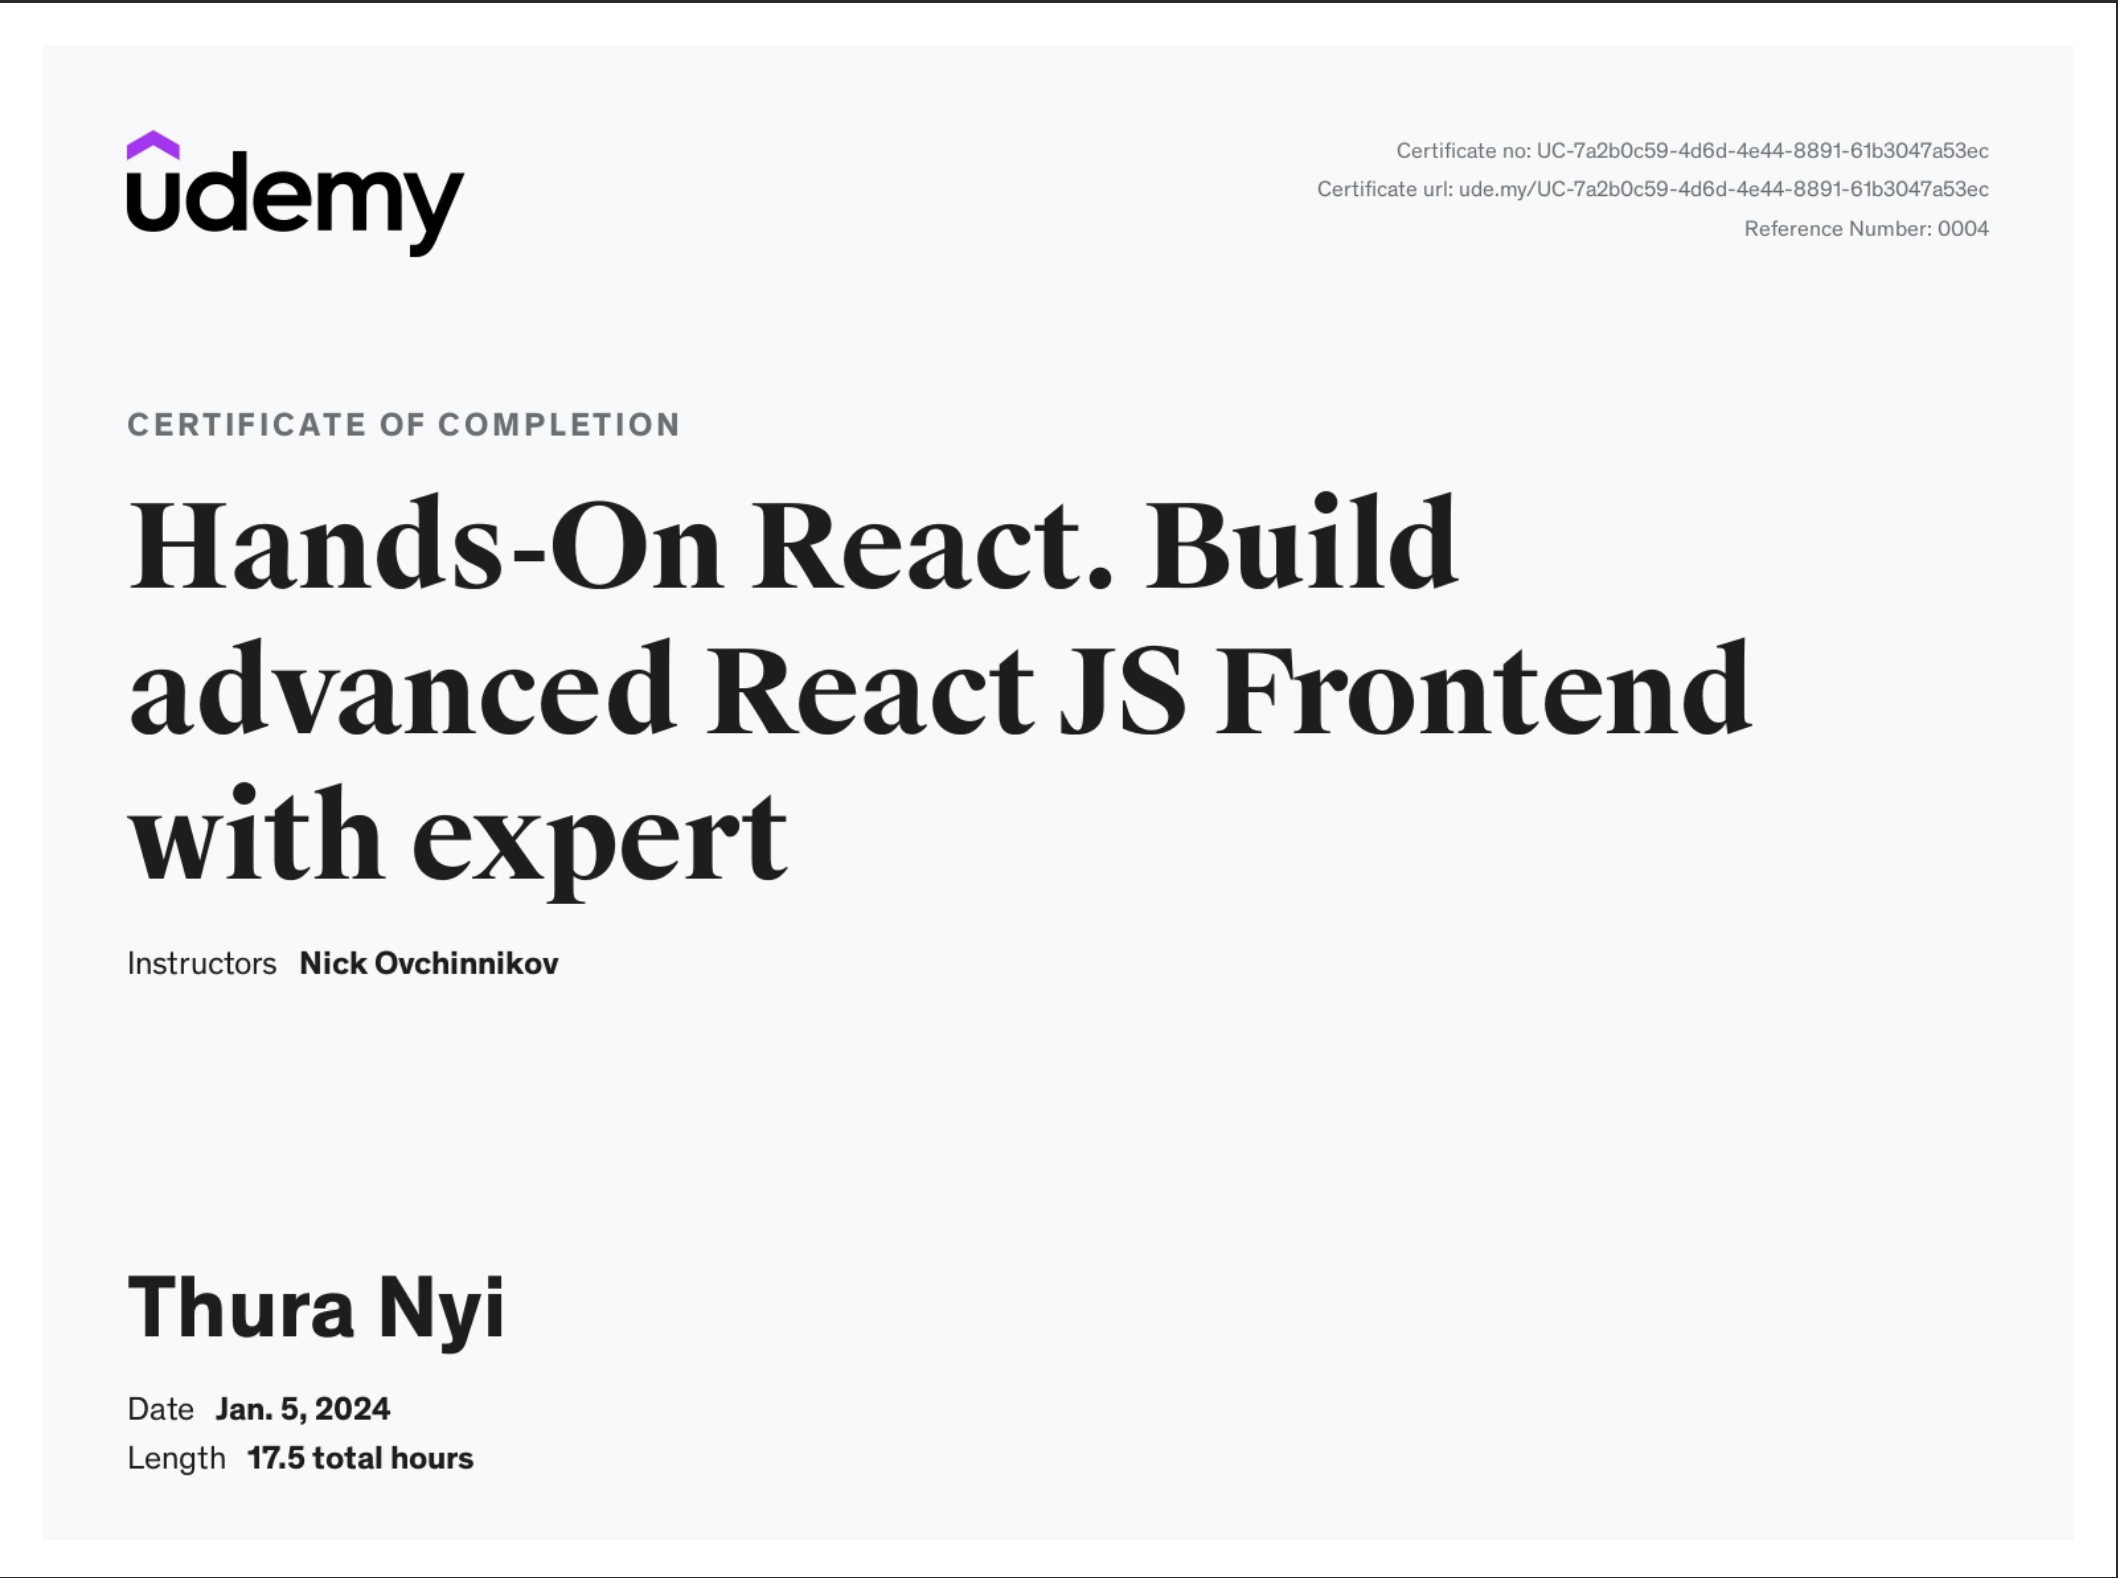 udemy
Certificate no: UC-7a2b0c59-4d6d-4e44-8891-61b3047a53ec
Certificate url: ude.my/UC-7a2b0c59-4d6d-4e44-8891-61b3047a53ec
Reference Number: 0004
CERTIFICATE OF COMPLETION
Hands-On React. Build
advanced React JS Frontend
with expert
Instructors Nick Ovchinnikov
Thura Nyi
Date Jan. 5, 2024
Length 17.5 total hours